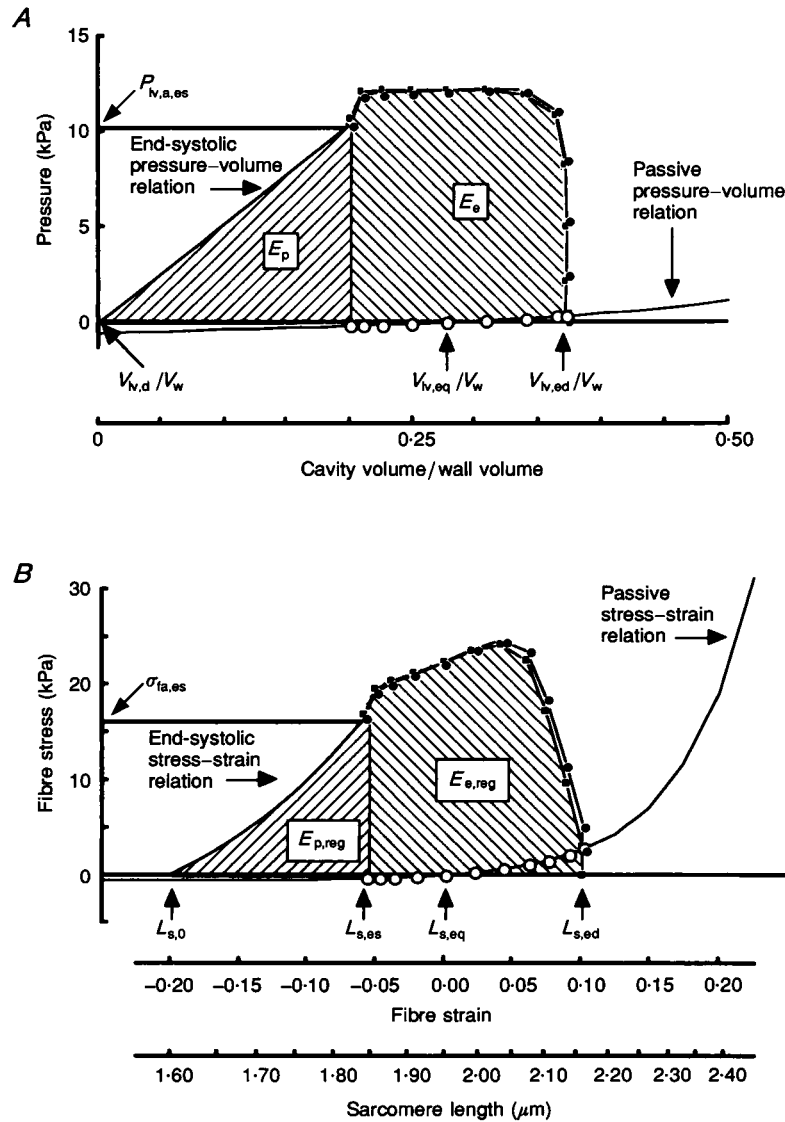 A
15
10
5
0
Pressure (kPa)
P_lv,a,es
End-systolic
pressure–volume
relation
E_p
E_e
Passive
pressure–volume
relation
V_lv,d /V_w
V_lv,eq /V_w
V_lv,ed /V_w
0
0·25
0·50
Cavity volume/wall volume
B
30
20
10
0
Fibre stress (kPa)
σ_fa,es
End-systolic
stress–strain
relation
E_p,reg
E_e,reg
Passive
stress–strain
relation
L_s,0
L_s,es
L_s,eq
L_s,ed
−0·20 −0·15 −0·10 −0·05 0·00 0·05 0·10 0·15 0·20
Fibre strain
1·60 1·70 1·80 1·90 2·00 2·10 2·20 2·30 2·40
Sarcomere length (μm)